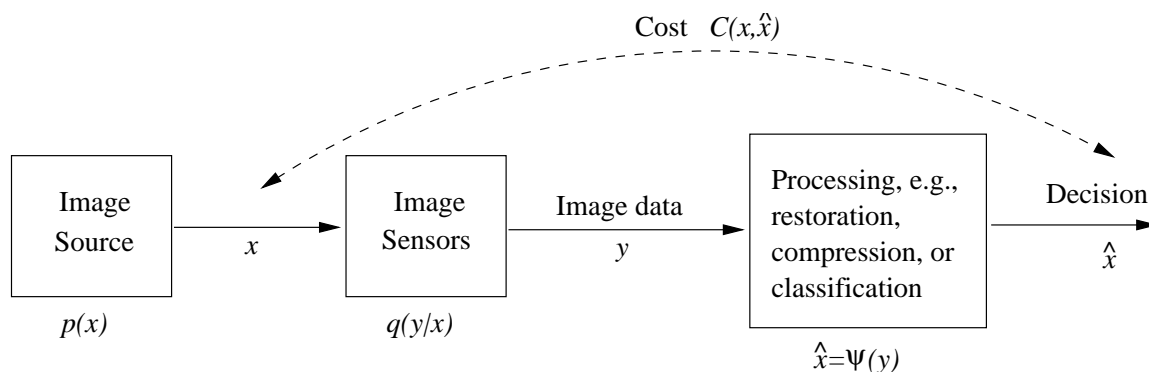 Cost C(x,x̂)
Image
Source
x
Image
Sensors
Image data
y
Processing, e.g.,
restoration,
compression, or
classification
Decision
x̂
p(x)
q(y/x)
x̂=Ψ(y)